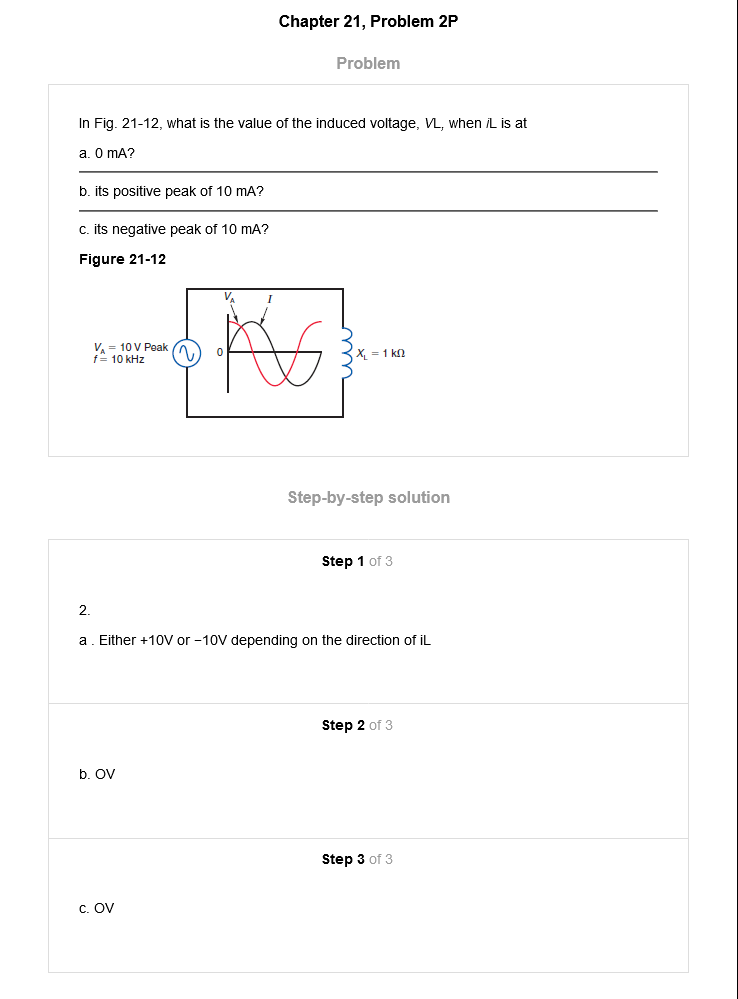 Chapter 21, Problem 2P
Problem
In Fig. 21-12, what is the value of the induced voltage, VL, when iL is at
a. 0 mA?
b. its positive peak of 10 mA?
c. its negative peak of 10 mA?
Figure 21-12
VA I
VA = 10 V Peak
f = 10 kHz
0
XL = 1 kΩ
Step-by-step solution
Step 1 of 3
2.
a . Either +10V or −10V depending on the direction of iL
Step 2 of 3
b. OV
Step 3 of 3
c. OV